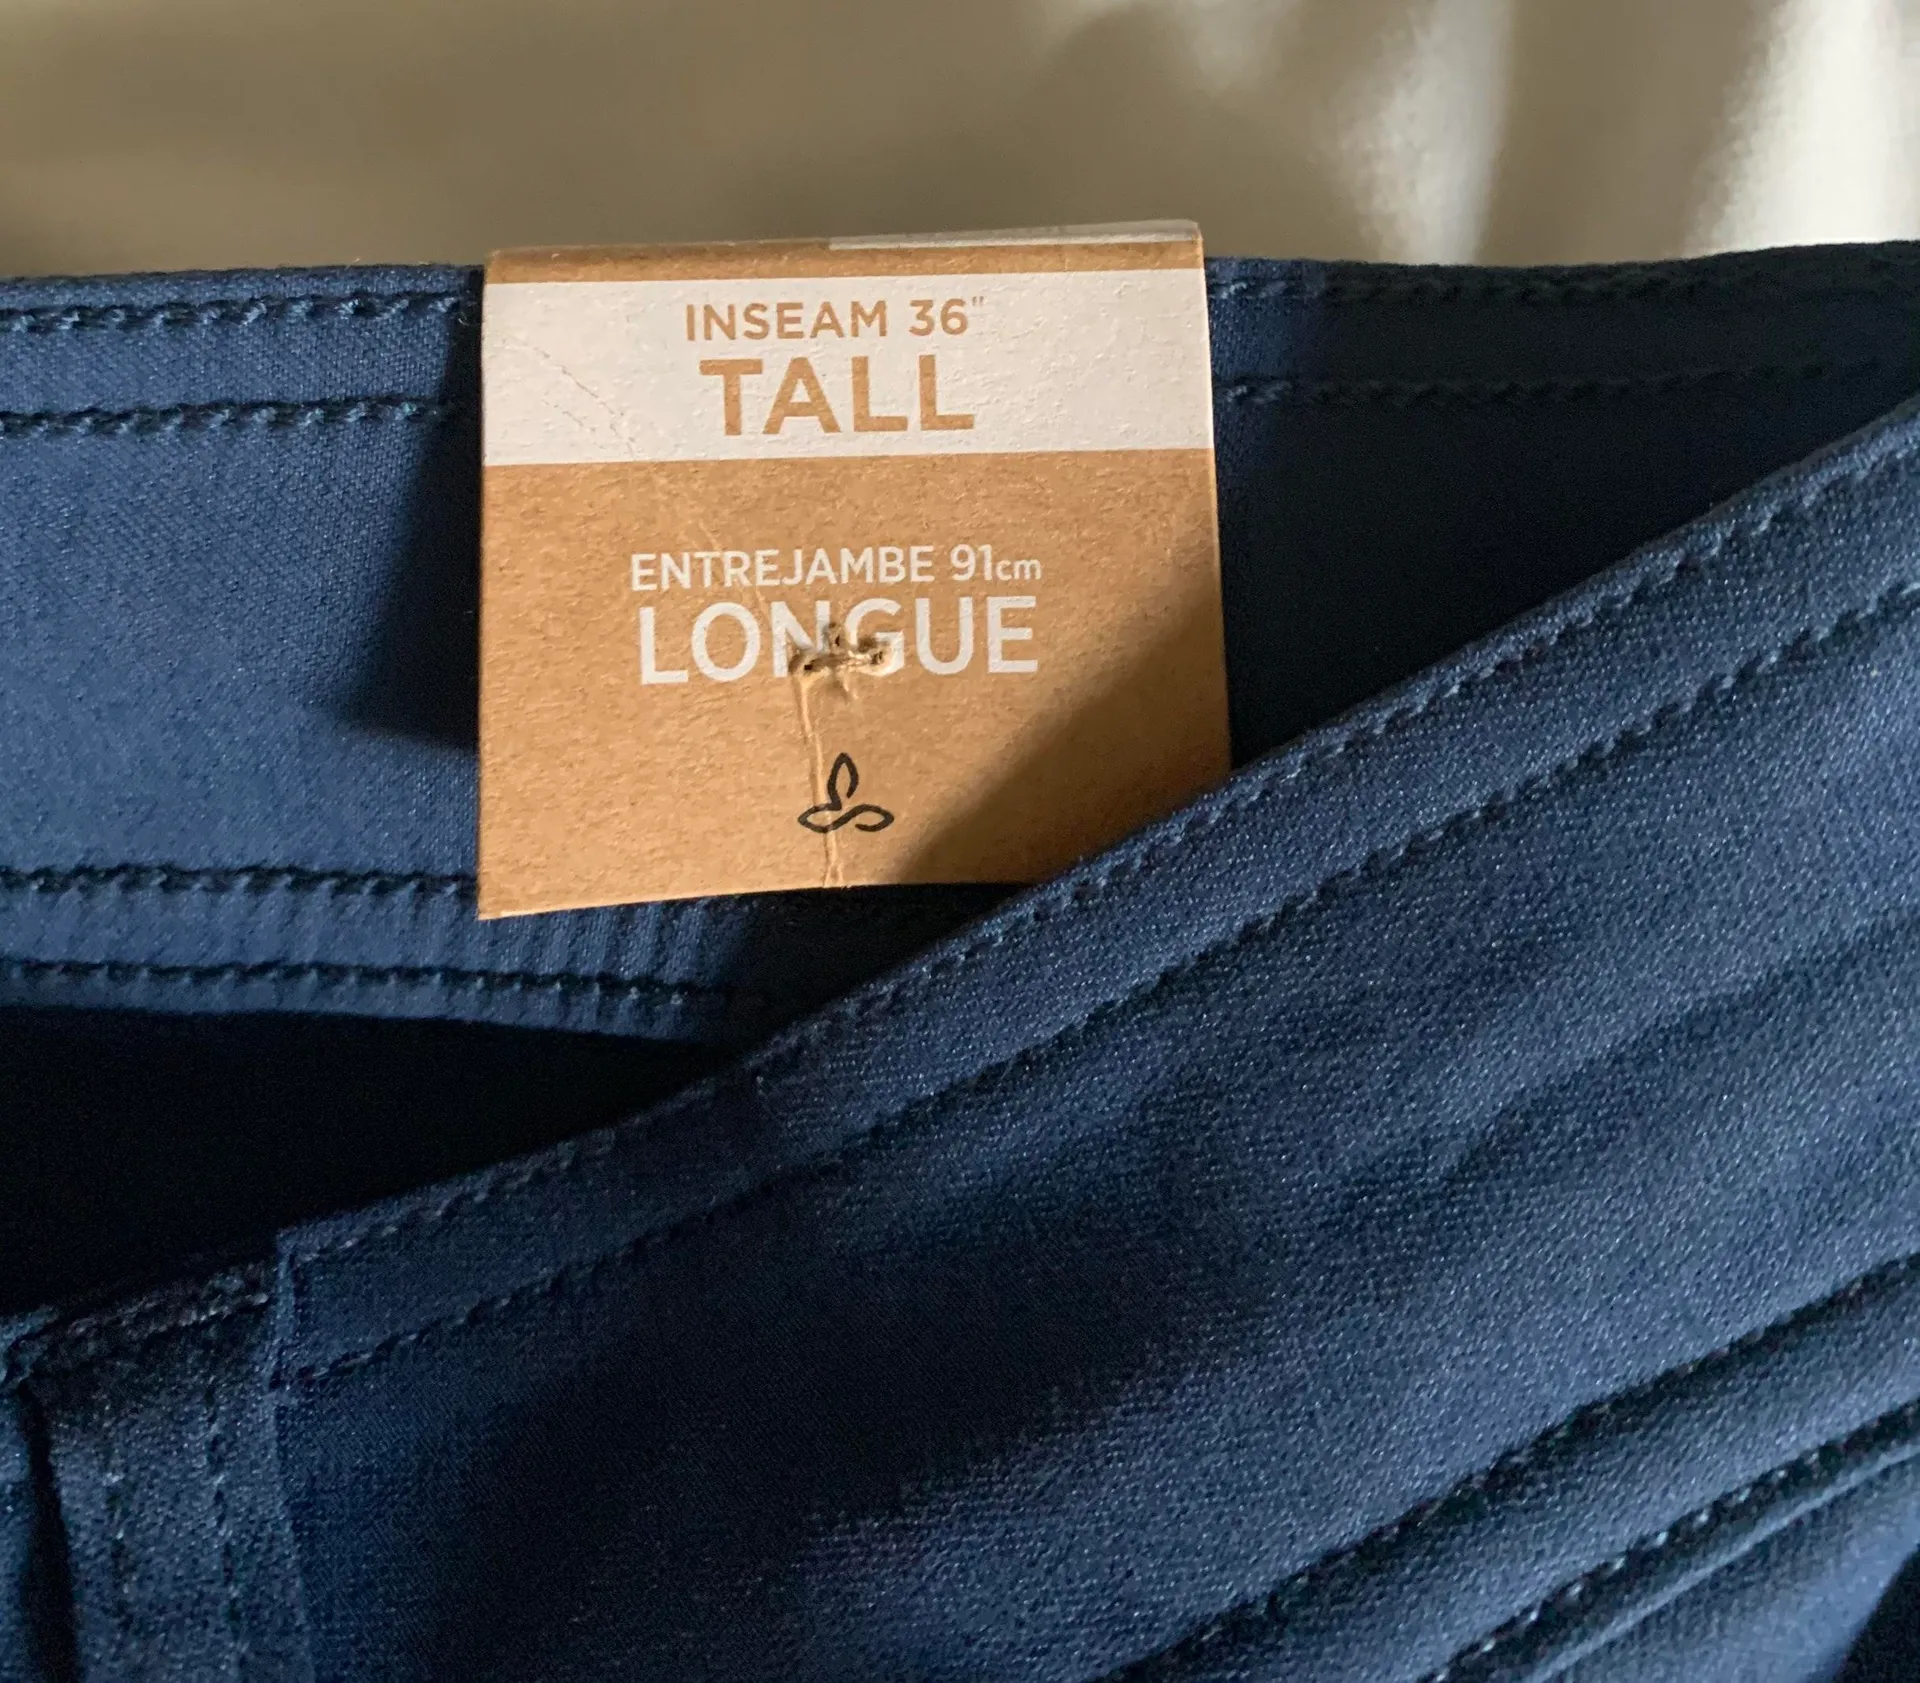 INSEAM 36"
TALL
ENTREJAMBE 91cm
LONGUE